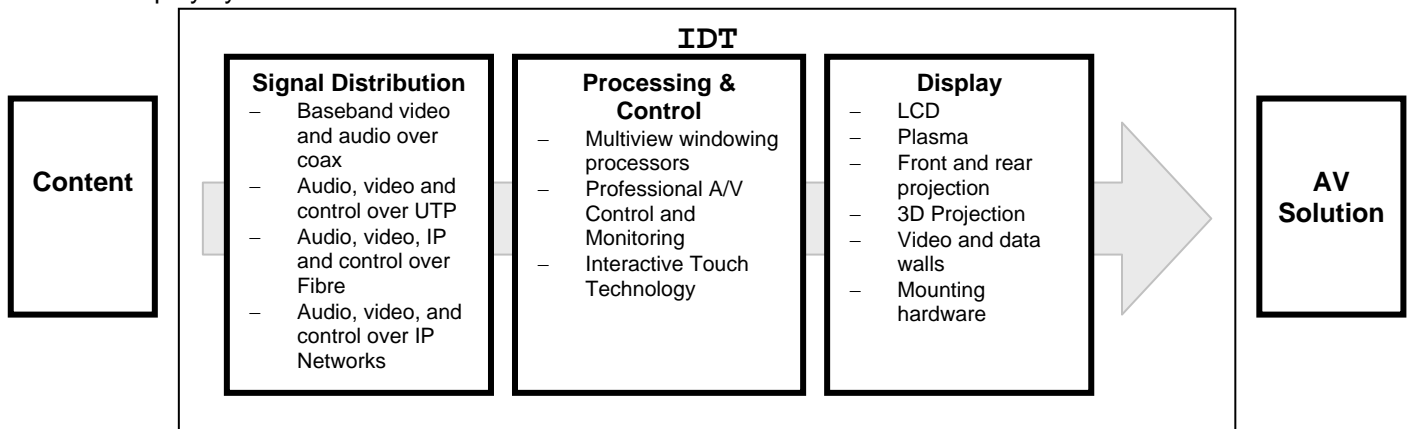 IDT
Content
Signal Distribution
– Baseband video
and audio over
coax
– Audio, video and
control over UTP
– Audio, video, IP
and control over
Fibre
– Audio, video, and
control over IP
Networks
Processing &
Control
– Multiview windowing
processors
– Professional A/V
Control and
Monitoring
– Interactive Touch
Technology
Display
– LCD
– Plasma
– Front and rear
projection
– 3D Projection
– Video and data
walls
– Mounting
hardware
AV
Solution